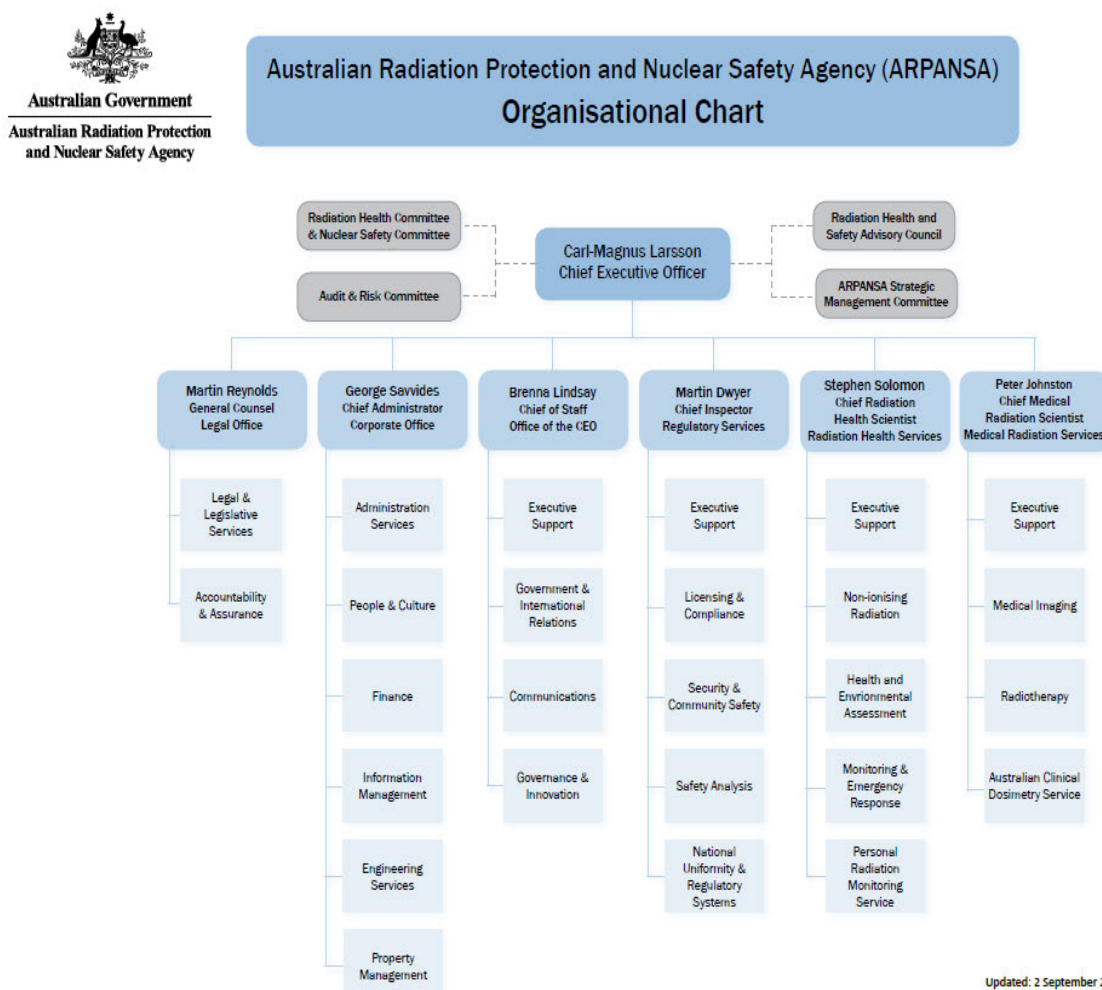 Australian Government
Australian Radiation Protection
and Nuclear Safety Agency
Australian Radiation Protection and Nuclear Safety Agency (ARPANSA)
Organisational Chart
Radiation Health Committee
& Nuclear Safety Committee
Audit & Risk Committee
Carl-Magnus Larsson
Chief Executive Officer
Radiation Health and
Safety Advisory Council
ARPANSA Strategic
Management Committee
Martin Reynolds
General Counsel
Legal Office
Legal &
Legislative
Services
Accountability
& Assurance
George Savvides
Chief Administrator
Corporate Office
Administration
Services
People & Culture
Finance
Information
Management
Engineering
Services
Property
Management
Brenna Lindsay
Chief of Staff
Office of the CEO
Executive
Support
Government &
International
Relations
Communications
Governance &
Innovation
Martin Dwyer
Chief Inspector
Regulatory Services
Executive
Support
Licensing &
Compliance
Security &
Community Safety
Safety Analysis
National
Uniformity &
Regulatory
Systems
Stephen Solomon
Chief Radiation
Health Scientist
Radiation Health Services
Executive
Support
Non-ionising
Radiation
Health and
Envrionmental
Assessment
Monitoring &
Emergency
Response
Personal
Radiation
Monitoring
Service
Peter Johnston
Chief Medical
Radiation Scientist
Medical Radiation Services
Executive
Support
Medical Imaging
Radiotherapy
Australian Clinical
Dosimetry Service
Updated: 2 September